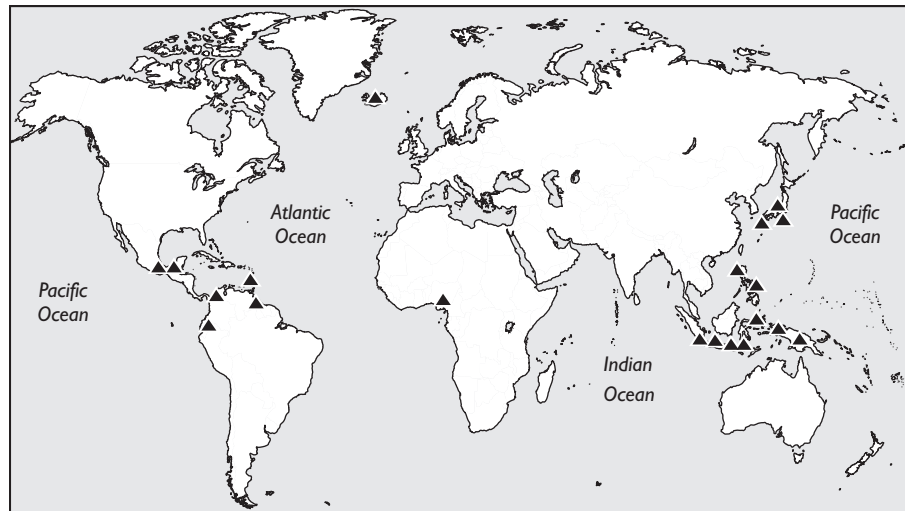 Atlantic
Ocean
Pacific
Ocean
Pacific
Ocean
Indian
Ocean